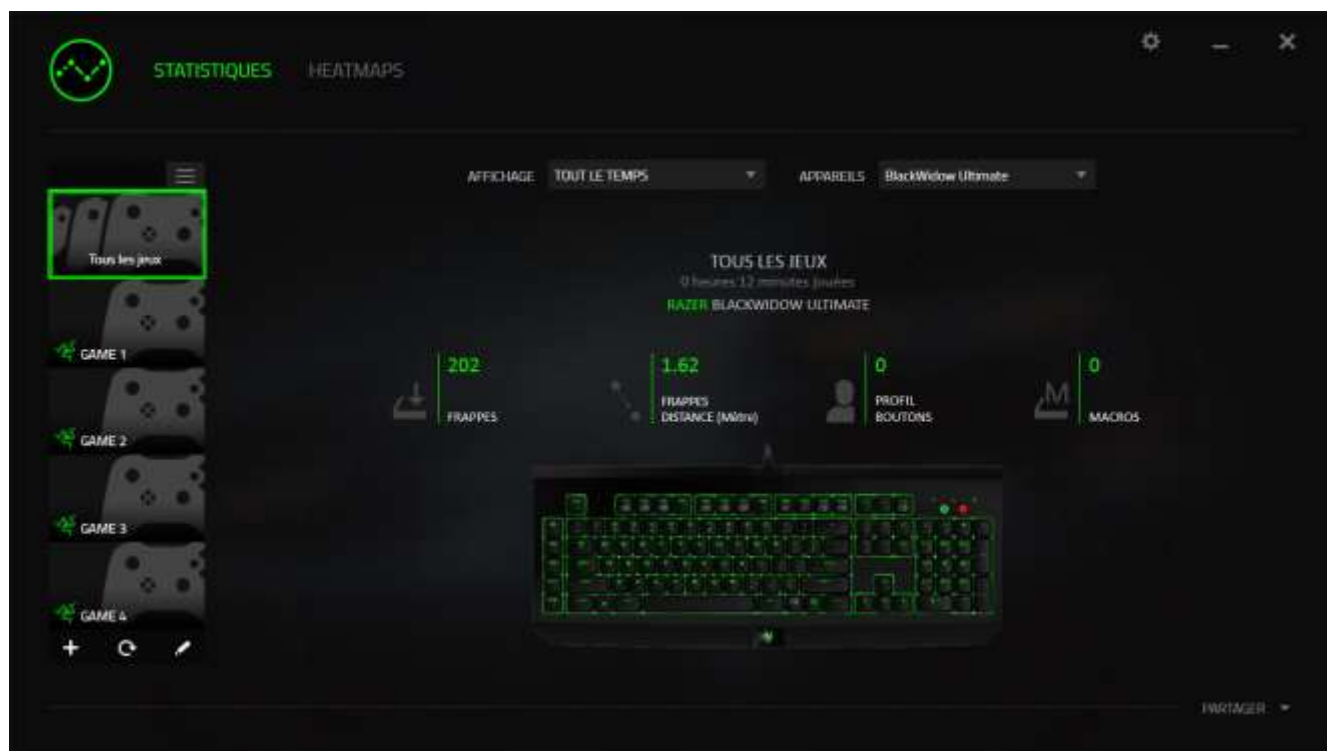 STATISTIQUES HEATMAPS
AFFICHAGE TOUT LE TEMPS APPAREILS BlackWidow Ultimate
Tous les jeux
TOUS LES JEUX
0 heures 12 minutes Jouées
RAZER BLACKWIDOW ULTIMATE
GAME 1
202
FRAPPES
1.62
FRAPPES
DISTANCE (Mètre)
0
PROFIL
BOUTONS
0
M
MACROS
GAME 2
GAME 3
GAME 4
PARTAGER